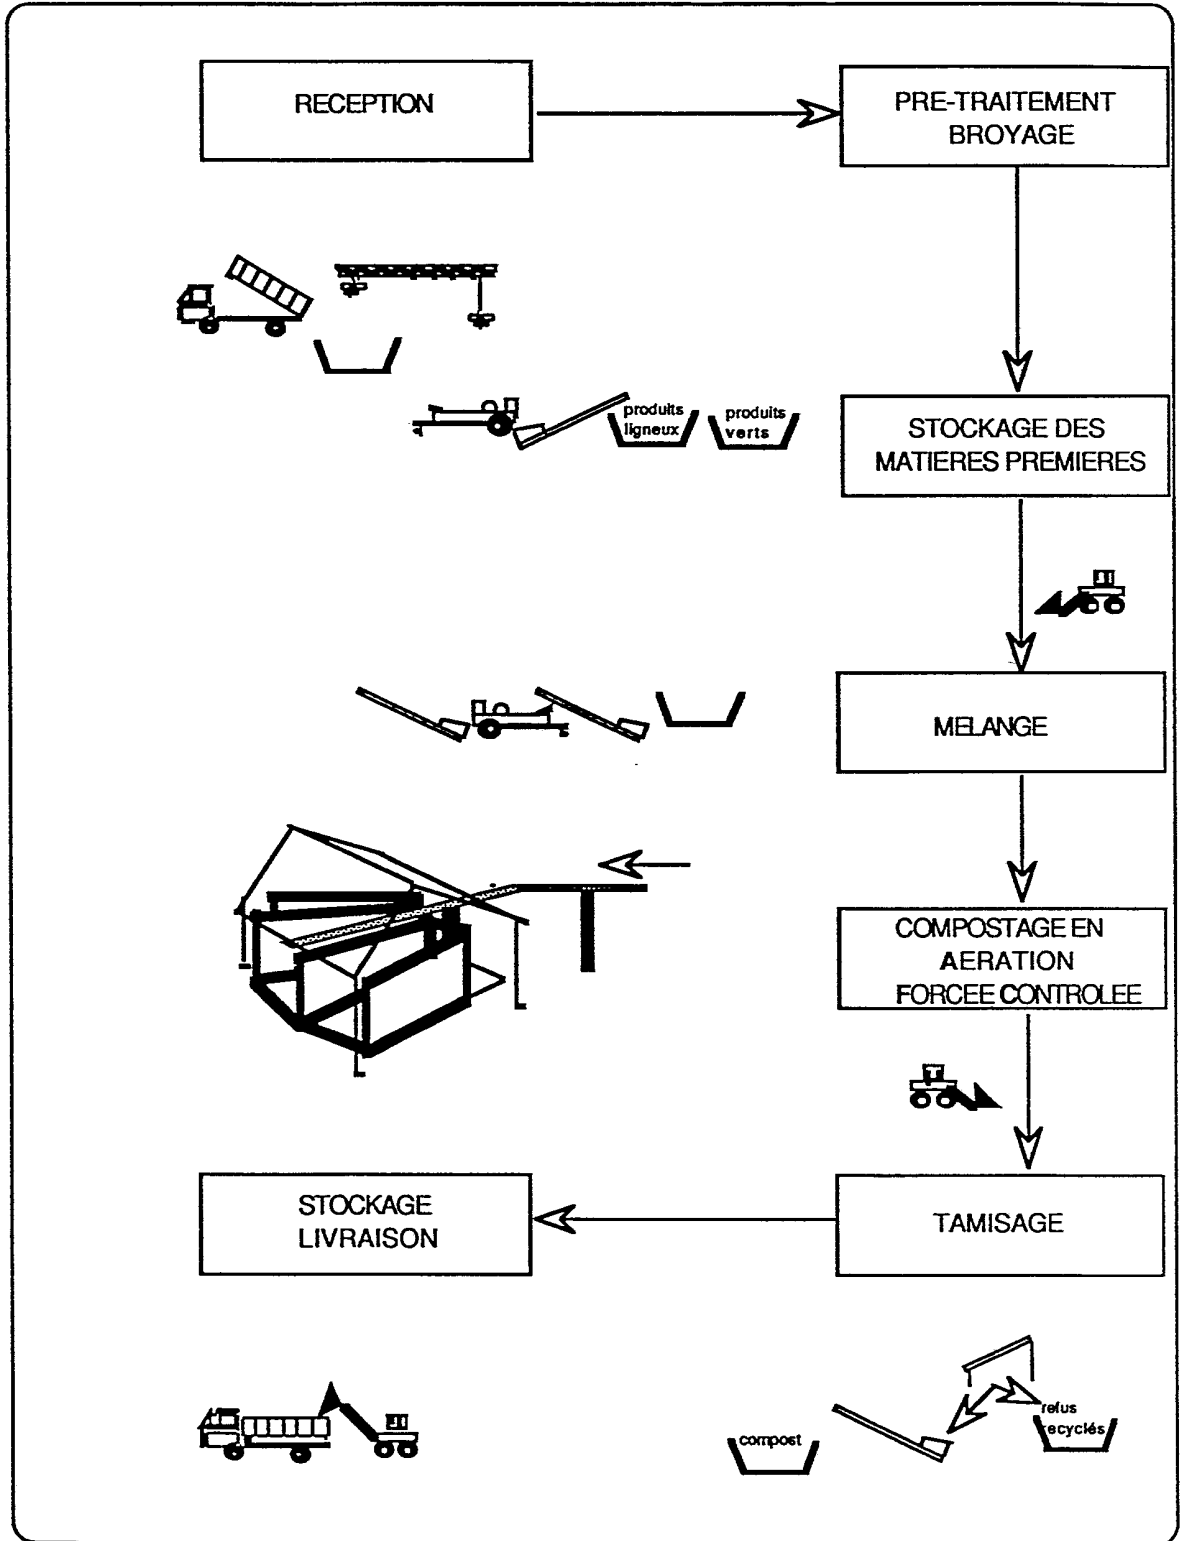 RECEPTION
PRE-TRAITEMENT
BROYAGE
produits
ligneux
produits
verts
STOCKAGE DES
MATIERES PREMIERES
MELANGE
COMPOSTAGE EN
AERATION
FORCEE CONTROLEE
STOCKAGE
LIVRAISON
TAMISAGE
compost
refus
recyclés